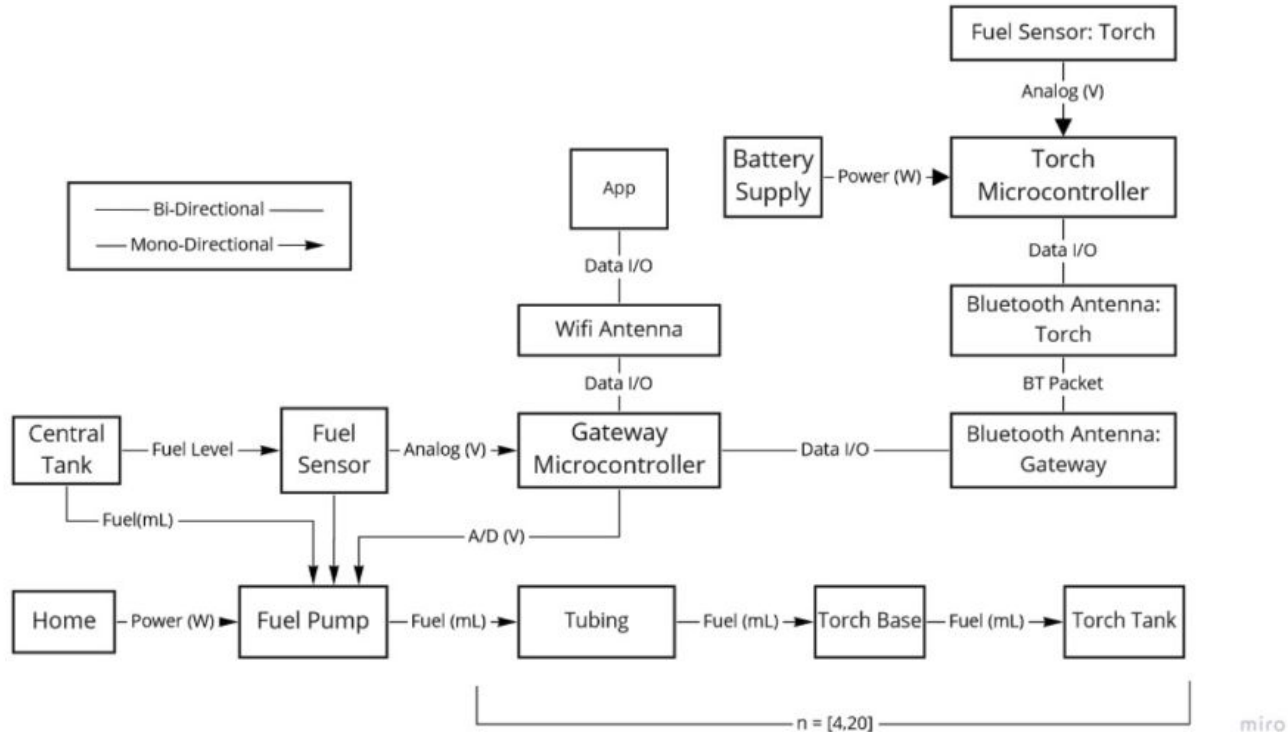 Fuel Sensor: Torch
Analog (V)
Battery
Supply
Power (W)
Torch
Microcontroller
App
Bi-Directional
Mono-Directional
Data I/O
Data I/O
Wifi Antenna
Bluetooth Antenna:
Torch
Data I/O
BT Packet
Central
Tank
Fuel Level
Fuel
Sensor
Analog (V)
Gateway
Microcontroller
Data I/O
Bluetooth Antenna:
Gateway
Fuel(mL)
A/D (V)
Home
Power (W)
Fuel Pump
Fuel (mL)
Tubing
Fuel (mL)
Torch Base
Fuel (mL)
Torch Tank
n = [4,20]
miro